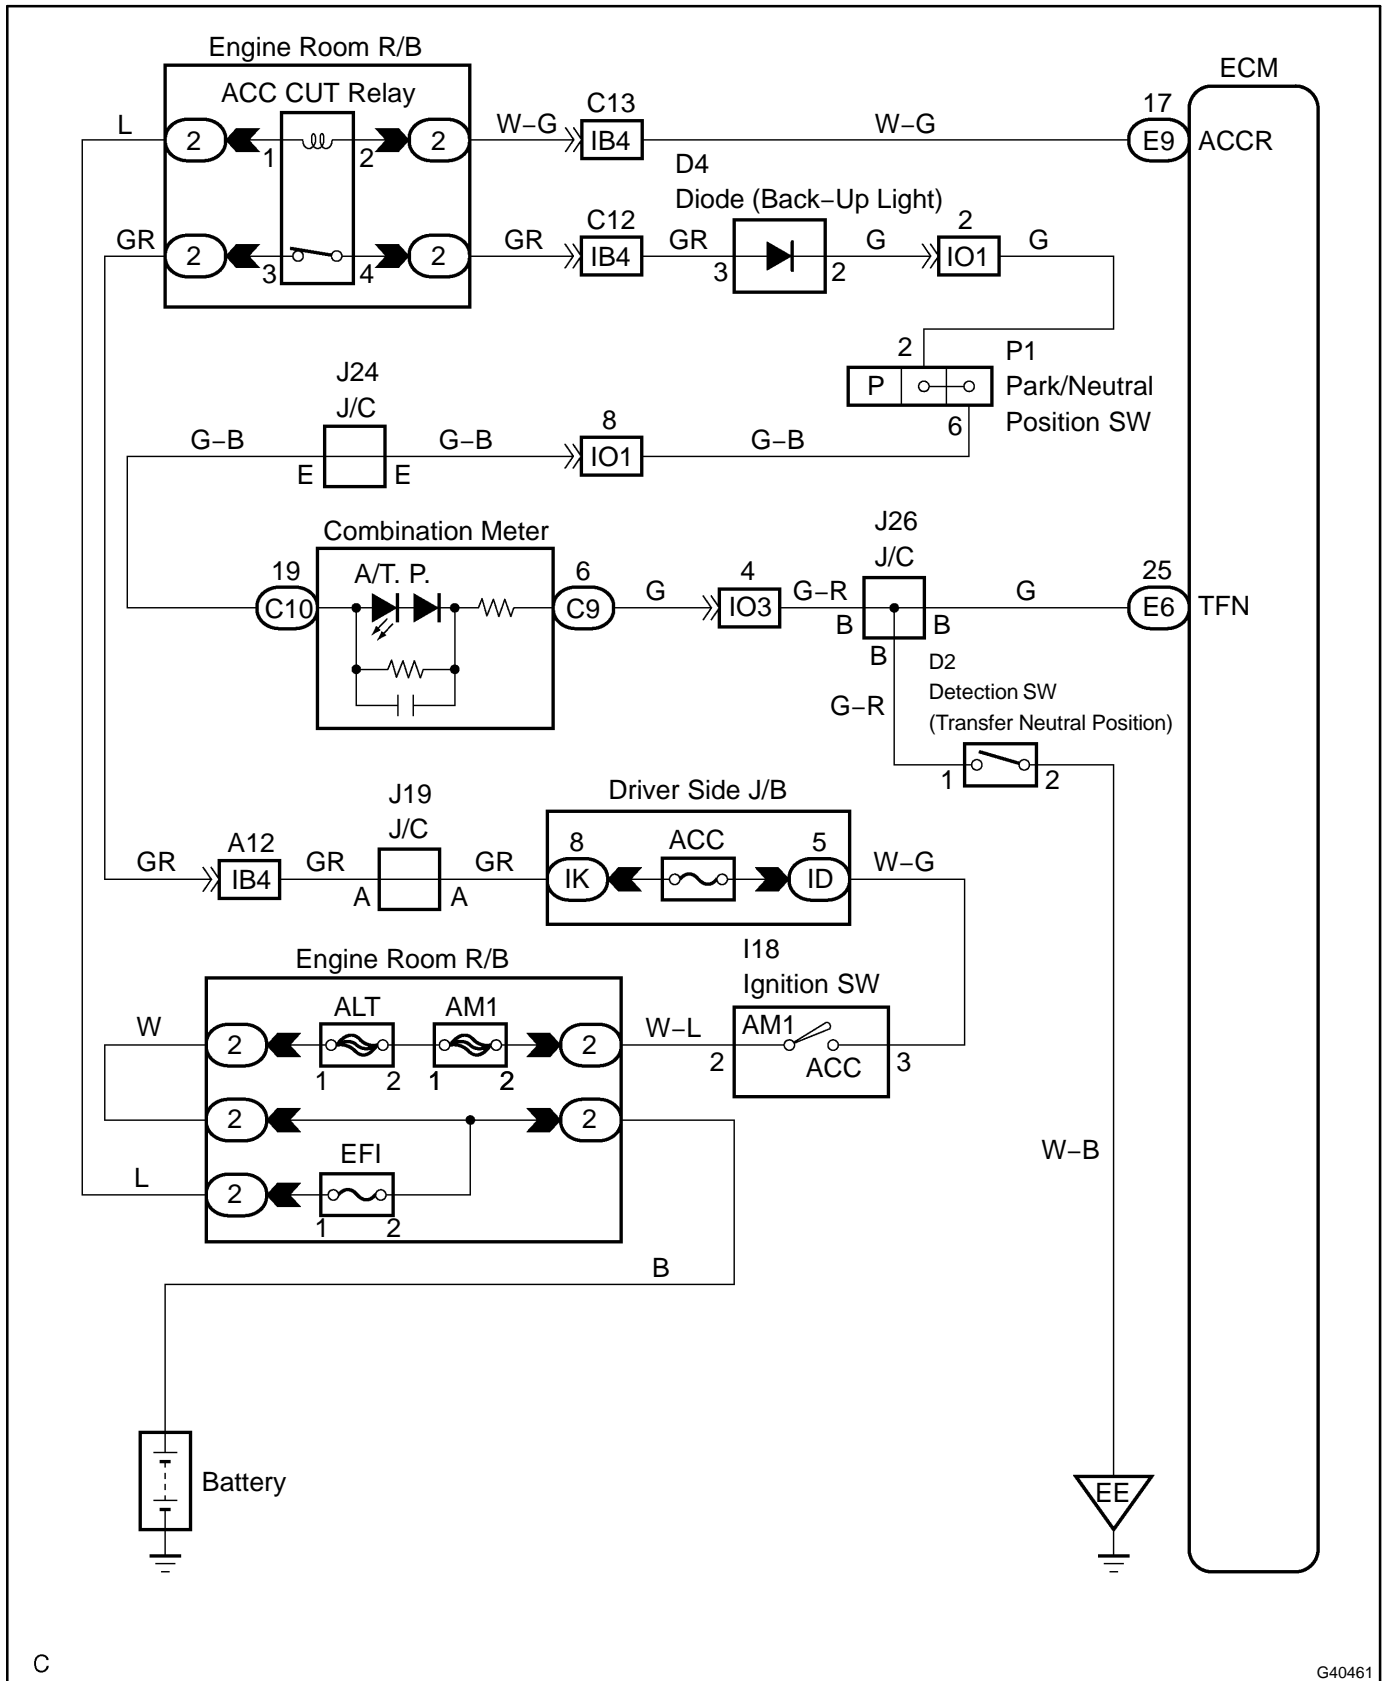 Engine Room R/B
ACC CUT Relay
ECM
L
2
1
2
2
W–G
C13
IB4
W–G
17
E9
ACCR
D4
Diode (Back–Up Light)
GR
2
3
4
2
GR
C12
IB4
GR
3
2
G
2
IO1
G
2
P1
P
Park/Neutral
Position SW
6
J24
J/C
G–B
E
E
G–B
8
IO1
G–B
Combination Meter
19
C10
A/T. P.
6
C9
G
4
IO3
G–R
J26
J/C
B
B
B
G
25
E6
TFN
G–R
D2
Detection SW
(Transfer Neutral Position)
1
2
J19
J/C
Driver Side J/B
GR
A12
IB4
GR
A
A
GR
8
IK
ACC
5
ID
W–G
Engine Room R/B
I18
Ignition SW
W
2
ALT
1
2
AM1
1
2
2
W–L
2
AM1
ACC
3
2
2
L
2
EFI
1
2
W–B
B
Battery
EE
C
G40461